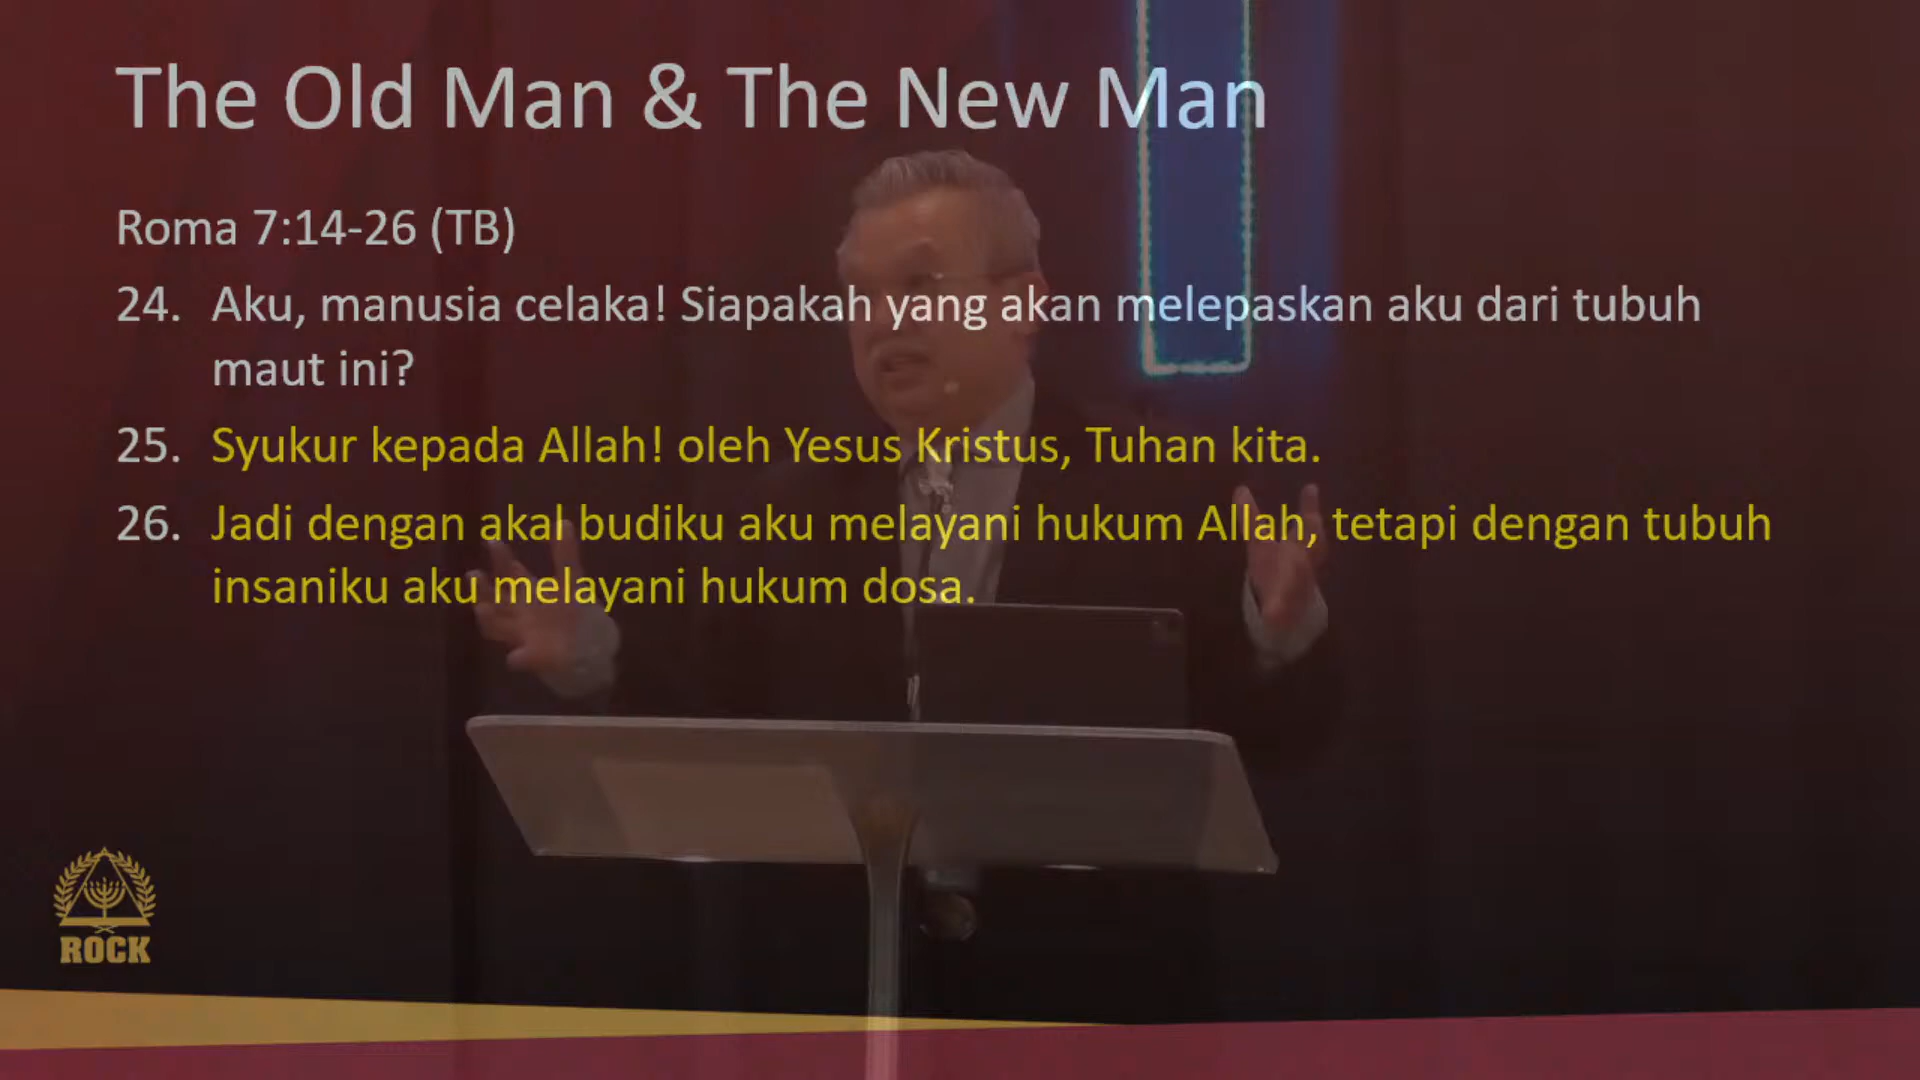 The Old Man & The New Man
Roma 7:14-26 (TB)
24. Aku, manusia celaka! Siapakah yang akan melepaskan aku dari tubuh
maut ini?
25. Syukur kepada Allah! oleh Yesus Kristus, Tuhan kita.
26. Jadi dengan akal budiku aku melayani hukum Allah, tetapi dengan tubuh
insaniku aku melayani hukum dosa.
ROCK